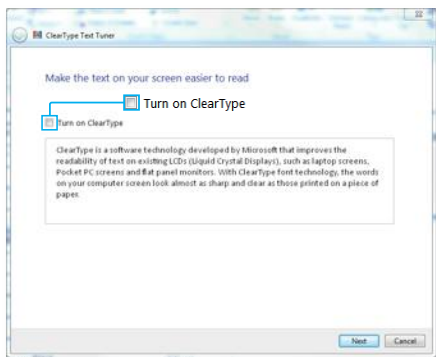 ClearType Text Tuner
Make the text on your screen easier to read
Turn on ClearType
Turn on ClearType
ClearType is a software technology developed by Microsoft that improves the
readability of text on existing LCDs (Liquid Crystal Displays), such as laptop screens,
Pocket PC screens and flat panel monitors. With ClearType font technology, the words
on your computer screen look almost as sharp and clear as those printed on a piece of
paper.
Next Cancel